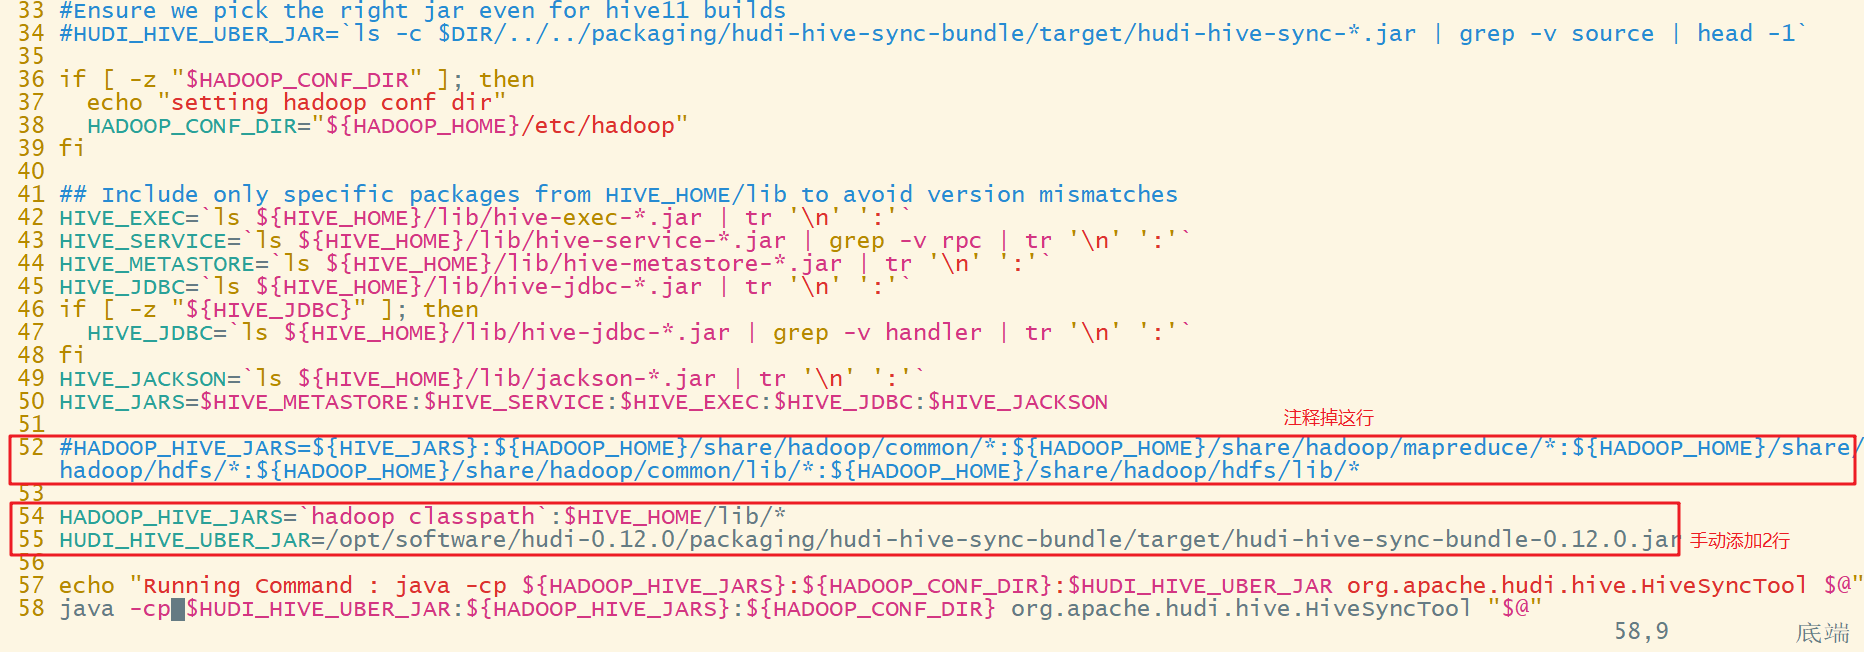 33 #Ensure we pick the right jar even for hive11 builds
34 #HUDI_HIVE_UBER_JAR=`ls -c $DIR/../../packaging/hudi-hive-sync-bundle/target/hudi-hive-sync-*.jar | grep -v source | head -1`
35
36 if [ -z "$HADOOP_CONF_DIR" ]; then
37   echo "setting hadoop conf dir"
38   HADOOP_CONF_DIR="${HADOOP_HOME}/etc/hadoop"
39 fi
40
41 ## Include only specific packages from HIVE_HOME/lib to avoid version mismatches
42 HIVE_EXEC=`ls ${HIVE_HOME}/lib/hive-exec-*.jar | tr '\n' ':'`
43 HIVE_SERVICE=`ls ${HIVE_HOME}/lib/hive-service-*.jar | grep -v rpc | tr '\n' ':'`
44 HIVE_METASTORE=`ls ${HIVE_HOME}/lib/hive-metastore-*.jar | tr '\n' ':'`
45 HIVE_JDBC=`ls ${HIVE_HOME}/lib/hive-jdbc-*.jar | tr '\n' ':'`
46 if [ -z "${HIVE_JDBC}" ]; then
47   HIVE_JDBC=`ls ${HIVE_HOME}/lib/hive-jdbc-*.jar | grep -v handler | tr '\n' ':'`
48 fi
49 HIVE_JACKSON=`ls ${HIVE_HOME}/lib/jackson-*.jar | tr '\n' ':'`
50 HIVE_JARS=$HIVE_METASTORE:$HIVE_SERVICE:$HIVE_EXEC:$HIVE_JDBC:$HIVE_JACKSON
51
注释掉这行
52 #HADOOP_HIVE_JARS=${HIVE_JARS}:${HADOOP_HOME}/share/hadoop/common/*:${HADOOP_HOME}/share/hadoop/mapreduce/*:${HADOOP_HOME}/share/
hadoop/hdfs/*:${HADOOP_HOME}/share/hadoop/common/lib/*:${HADOOP_HOME}/share/hadoop/hdfs/lib/*
53
54 HADOOP_HIVE_JARS=`hadoop classpath`:$HIVE_HOME/lib/*
55 HUDI_HIVE_UBER_JAR=/opt/software/hudi-0.12.0/packaging/hudi-hive-sync-bundle/target/hudi-hive-sync-bundle-0.12.0.jar
手动添加2行
56
57 echo "Running Command : java -cp ${HADOOP_HIVE_JARS}:${HADOOP_CONF_DIR}:$HUDI_HIVE_UBER_JAR org.apache.hudi.hive.HiveSyncTool $@"
58 java -cp $HUDI_HIVE_UBER_JAR:${HADOOP_HIVE_JARS}:${HADOOP_CONF_DIR} org.apache.hudi.hive.HiveSyncTool "$@"
58,9 底端